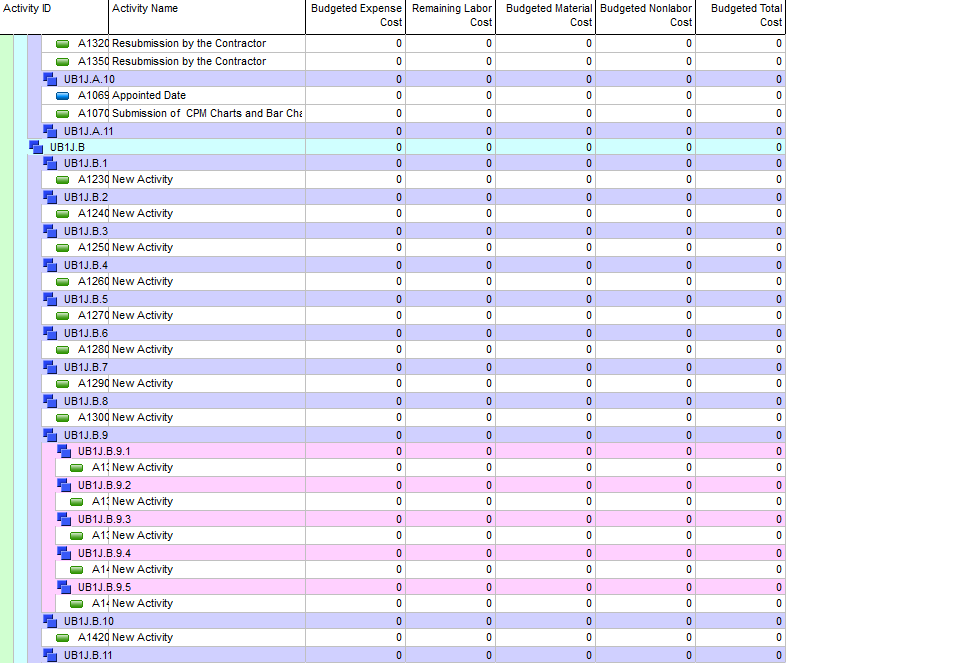 Activity ID Activity Name Budgeted Expense Cost Remaining Labor Cost Budgeted Material Cost Budgeted Nonlabor Cost Budgeted Total Cost
A1320 Resubmission by the Contractor 0 0 0 0 0
A1350 Resubmission by the Contractor 0 0 0 0 0
UB1J.A.10 0 0 0 0 0
A1069 Appointed Date 0 0 0 0 0
A1070 Submission of CPM Charts and Bar Cha 0 0 0 0 0
UB1J.A.11 0 0 0 0 0
UB1J.B 0 0 0 0 0
UB1J.B.1 0 0 0 0 0
A1230 New Activity 0 0 0 0 0
UB1J.B.2 0 0 0 0 0
A1240 New Activity 0 0 0 0 0
UB1J.B.3 0 0 0 0 0
A1250 New Activity 0 0 0 0 0
UB1J.B.4 0 0 0 0 0
A1260 New Activity 0 0 0 0 0
UB1J.B.5 0 0 0 0 0
A1270 New Activity 0 0 0 0 0
UB1J.B.6 0 0 0 0 0
A1280 New Activity 0 0 0 0 0
UB1J.B.7 0 0 0 0 0
A1290 New Activity 0 0 0 0 0
UB1J.B.8 0 0 0 0 0
A1300 New Activity 0 0 0 0 0
UB1J.B.9 0 0 0 0 0
UB1J.B.9.1 0 0 0 0 0
A13 New Activity 0 0 0 0 0
UB1J.B.9.2 0 0 0 0 0
A13 New Activity 0 0 0 0 0
UB1J.B.9.3 0 0 0 0 0
A13 New Activity 0 0 0 0 0
UB1J.B.9.4 0 0 0 0 0
A14 New Activity 0 0 0 0 0
UB1J.B.9.5 0 0 0 0 0
A14 New Activity 0 0 0 0 0
UB1J.B.10 0 0 0 0 0
A1420 New Activity 0 0 0 0 0
UB1J.B.11 0 0 0 0 0